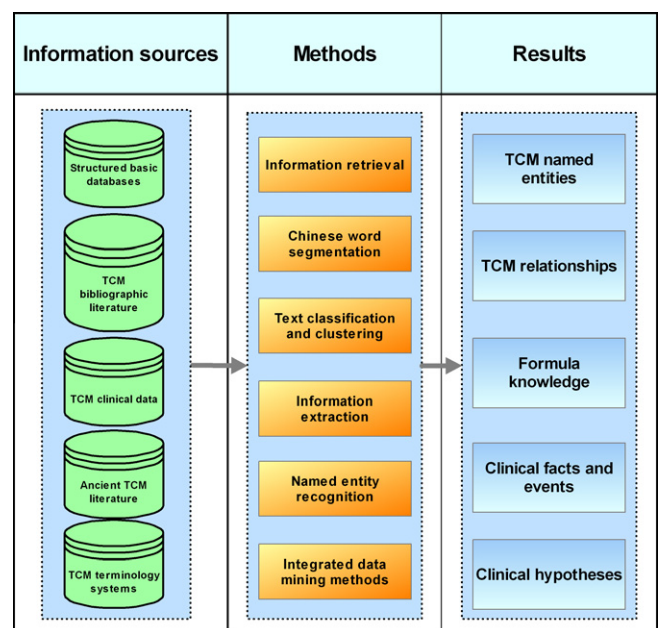 Information sources
Methods
Results
Structured basic
databases
TCM
bibliographic
literature
TCM clinical data
Ancient TCM
literature
TCM terminology
systems
Information retrieval
Chinese word
segmentation
Text classification
and clustering
Information
extraction
Named entity
recognition
Integrated data
mining methods
TCM named
entities
TCM relationships
Formula
knowledge
Clinical facts and
events
Clinical hypotheses